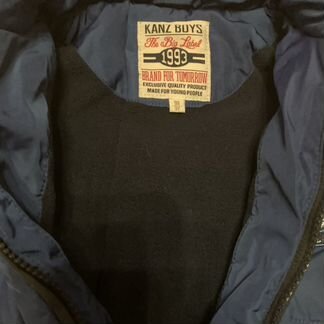 KANZ BOYS
The Big Label
1993
BRAND FOR TOMORROW
EXCLUSIVE QUALITY PRODUCT
MADE FOR YOUNG PEOPLE